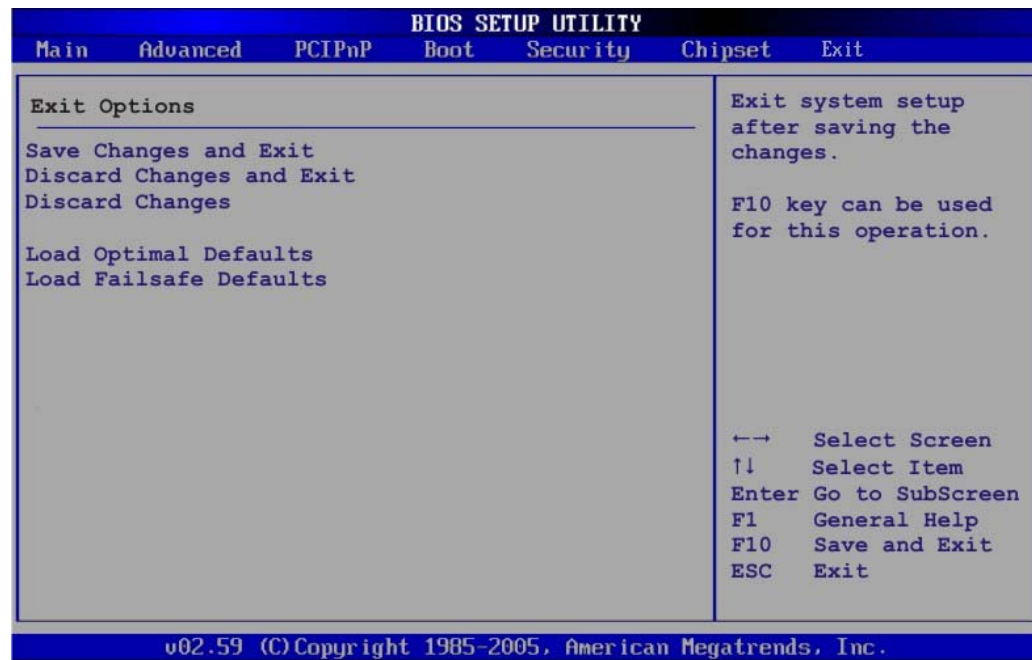 BIOS SETUP UTILITY
Main Advanced PCIPnP Boot Security Chipset Exit
Exit Options
Save Changes and Exit
Discard Changes and Exit
Discard Changes
Load Optimal Defaults
Load Failsafe Defaults
Exit system setup
after saving the
changes.
F10 key can be used
for this operation.
←→ Select Screen
↑↓ Select Item
Enter Go to SubScreen
F1 General Help
F10 Save and Exit
ESC Exit
v02.59 (C)Copyright 1985-2005, American Megatrends, Inc.